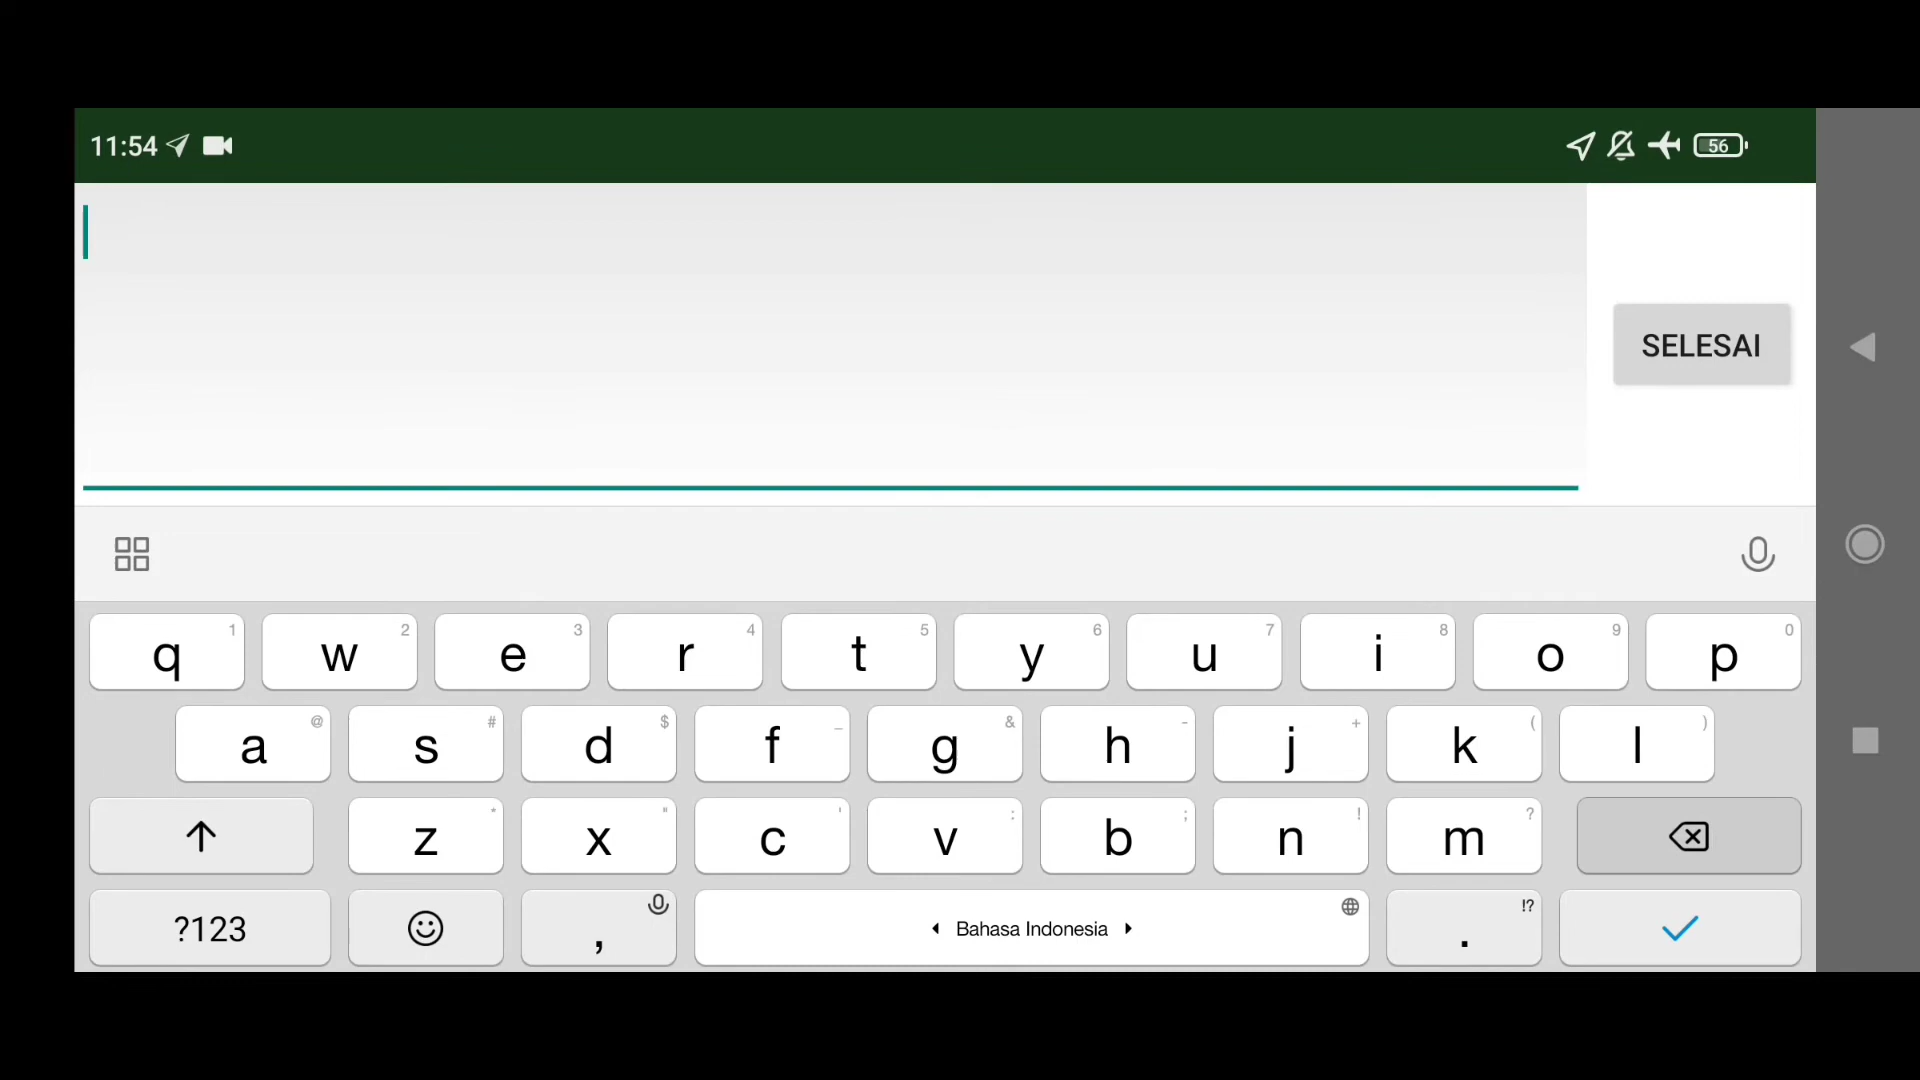 11:54 56
SELESAI
q 1 w 2 e 3 r 4 t 5 y 6 u 7 i 8 o 9 p 0
a @ s # d $ f _ g & h - j + k ( l )
z * x " c ' v : b ; n ! m ?
?123 , Bahasa Indonesia . !?